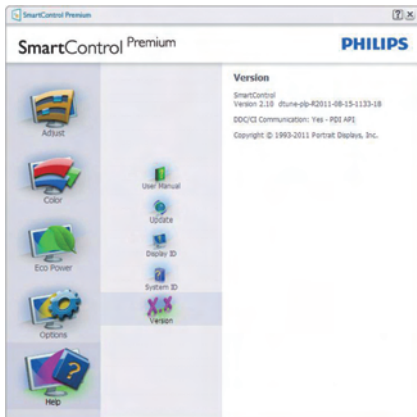 SmartControl Premium
SmartControl Premium
PHILIPS
Adjust
Color
Eco Power
Options
Help
User Manual
Update
Display ID
System ID
X.X
Version
Version
SmartControl
Version 2.10 dtune-plp-R2011-08-15-1133-18
DDC/CI Communication: Yes - PDI API
Copyright © 1993-2011 Portrait Displays, Inc.